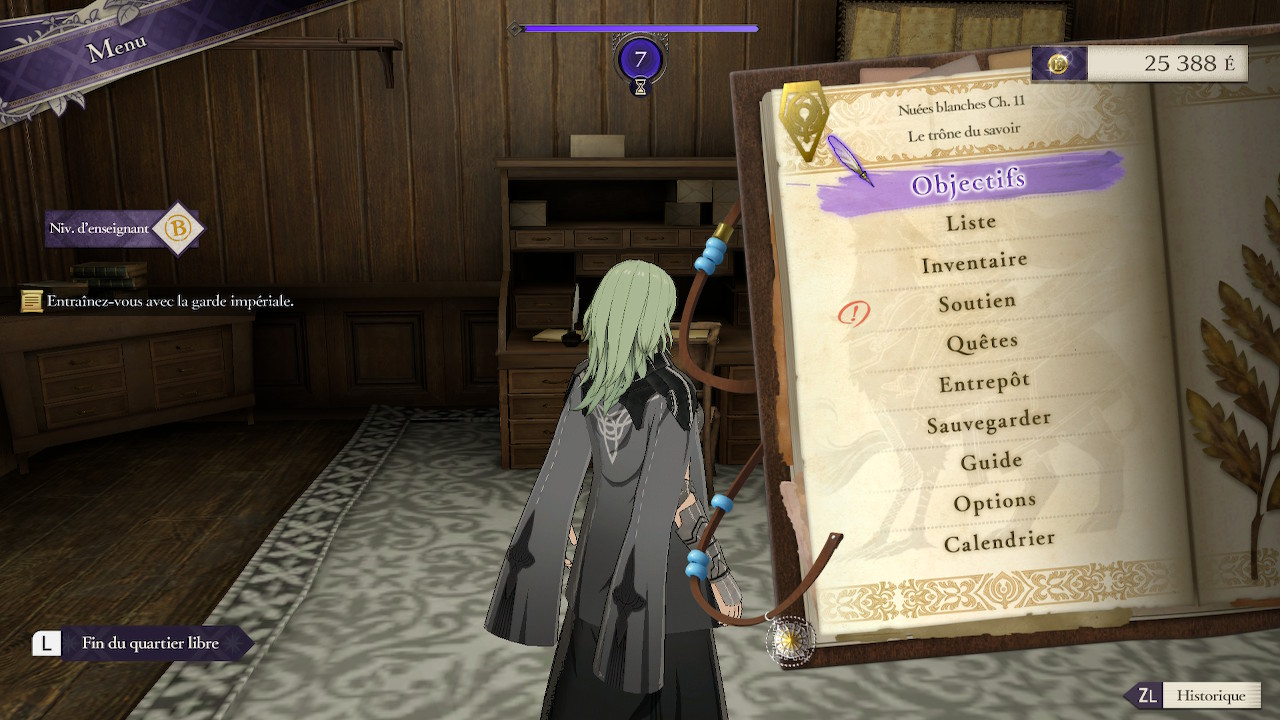 Menu
7
25 388 É
Nuées blanches Ch. 11
Le trône du savoir
Objectifs
Liste
Inventaire
Soutien
Quêtes
Entrepôt
Sauvegarder
Guide
Options
Calendrier
Niv. d'enseignant B
Entraînez-vous avec la garde impériale.
L Fin du quartier libre
ZL Historique